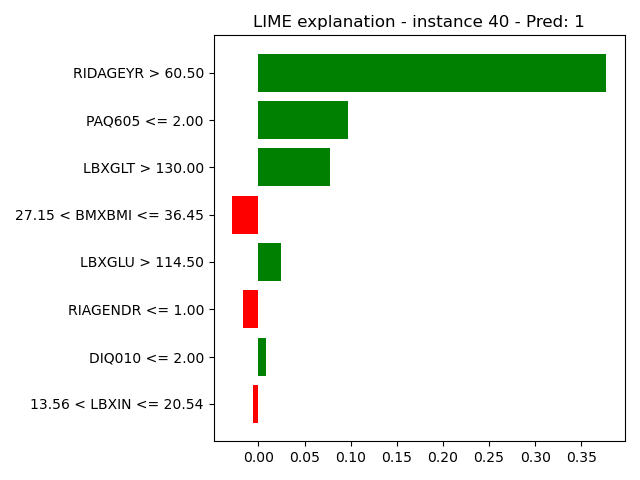 LIME explanation - instance 40 - Pred: 1
RIDAGEYR > 60.50
PAQ605 <= 2.00
LBXGLT > 130.00
27.15 < BMXBMI <= 36.45
LBXGLU > 114.50
RIAGENDR <= 1.00
DIQ010 <= 2.00
13.56 < LBXIN <= 20.54
0.00 0.05 0.10 0.15 0.20 0.25 0.30 0.35